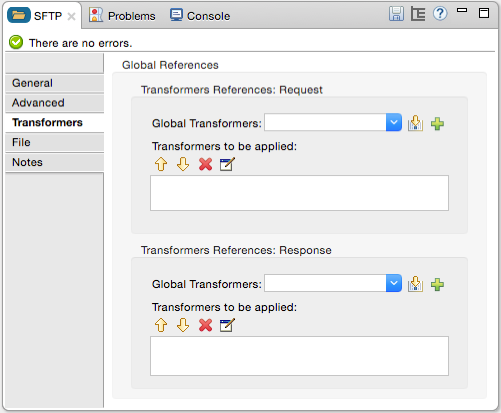 SFTP Problems Console
There are no errors.
Global References
General
Advanced
Transformers
File
Notes
Transformers References: Request
Global Transformers:
Transformers to be applied:
Transformers References: Response
Global Transformers:
Transformers to be applied: